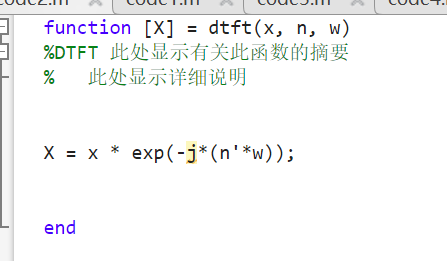 code2.m code1.m code3.m code4.
function [X] = dtft(x, n, w)
%DTFT 此处显示有关此函数的摘要
%   此处显示详细说明
X = x * exp(-j*(n'*w));
end